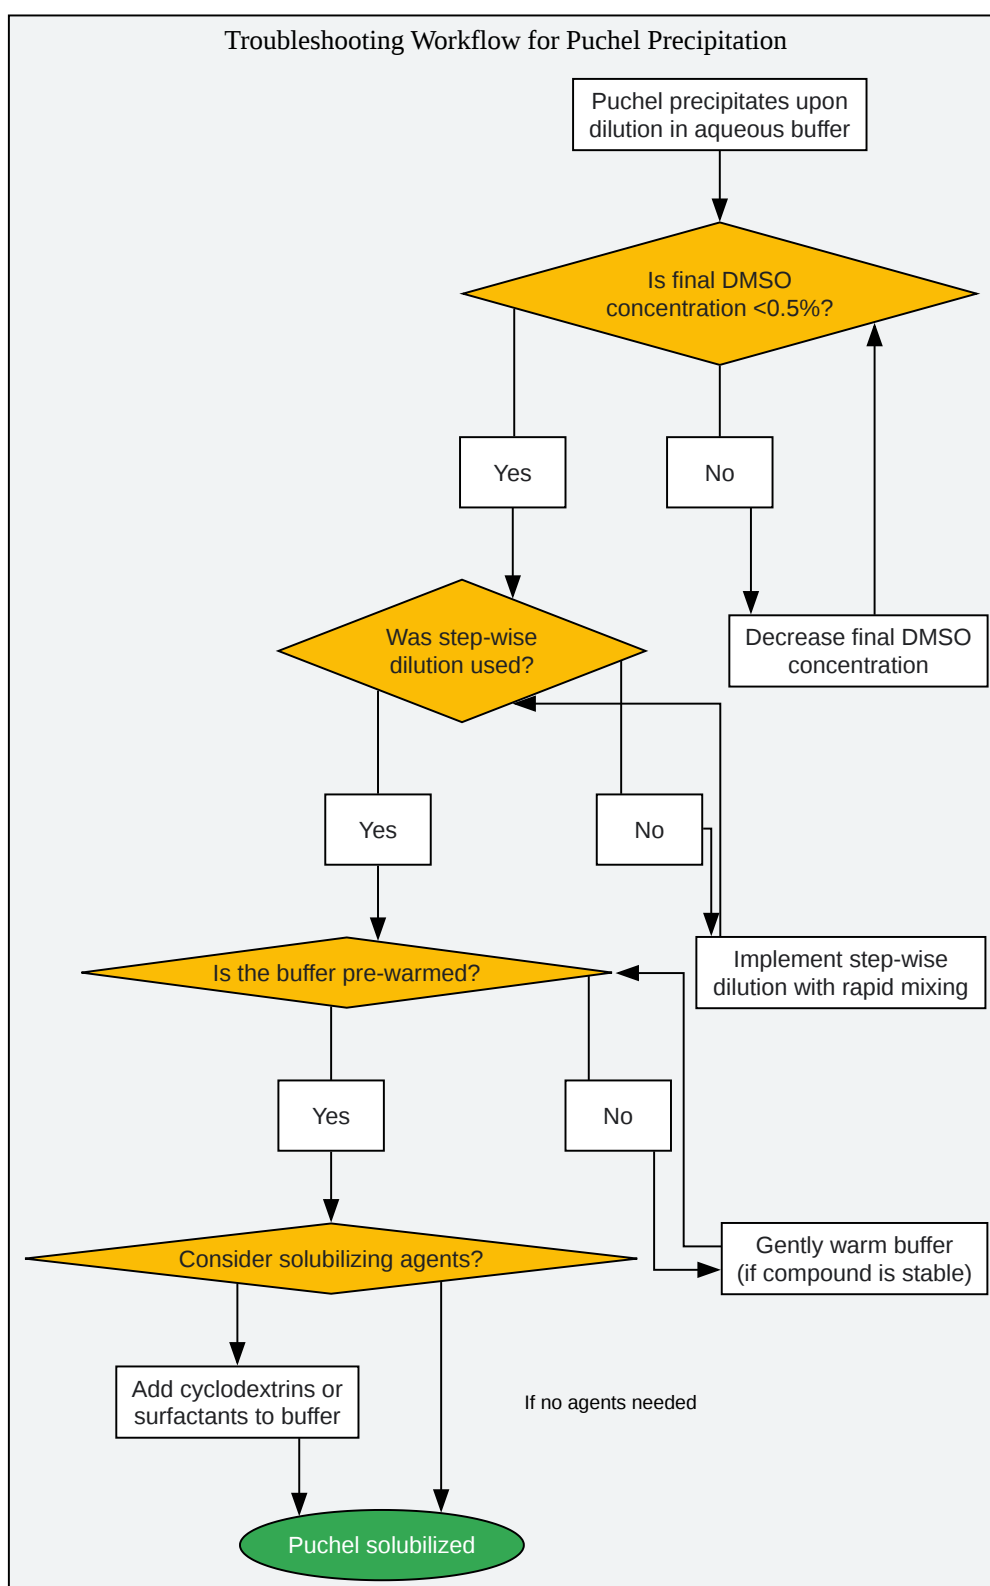 Troubleshooting Workflow for Puchel Precipitation
Puchel precipitates upon
dilution in aqueous buffer
Is final DMSO
concentration <0.5%?
Yes
No
Decrease final DMSO
concentration
Was step-wise
dilution used?
Yes
No
Implement step-wise
dilution with rapid mixing
Is the buffer pre-warmed?
Yes
No
Gently warm buffer
(if compound is stable)
Consider solubilizing agents?
Add cyclodextrins or
surfactants to buffer
If no agents needed
Puchel solubilized